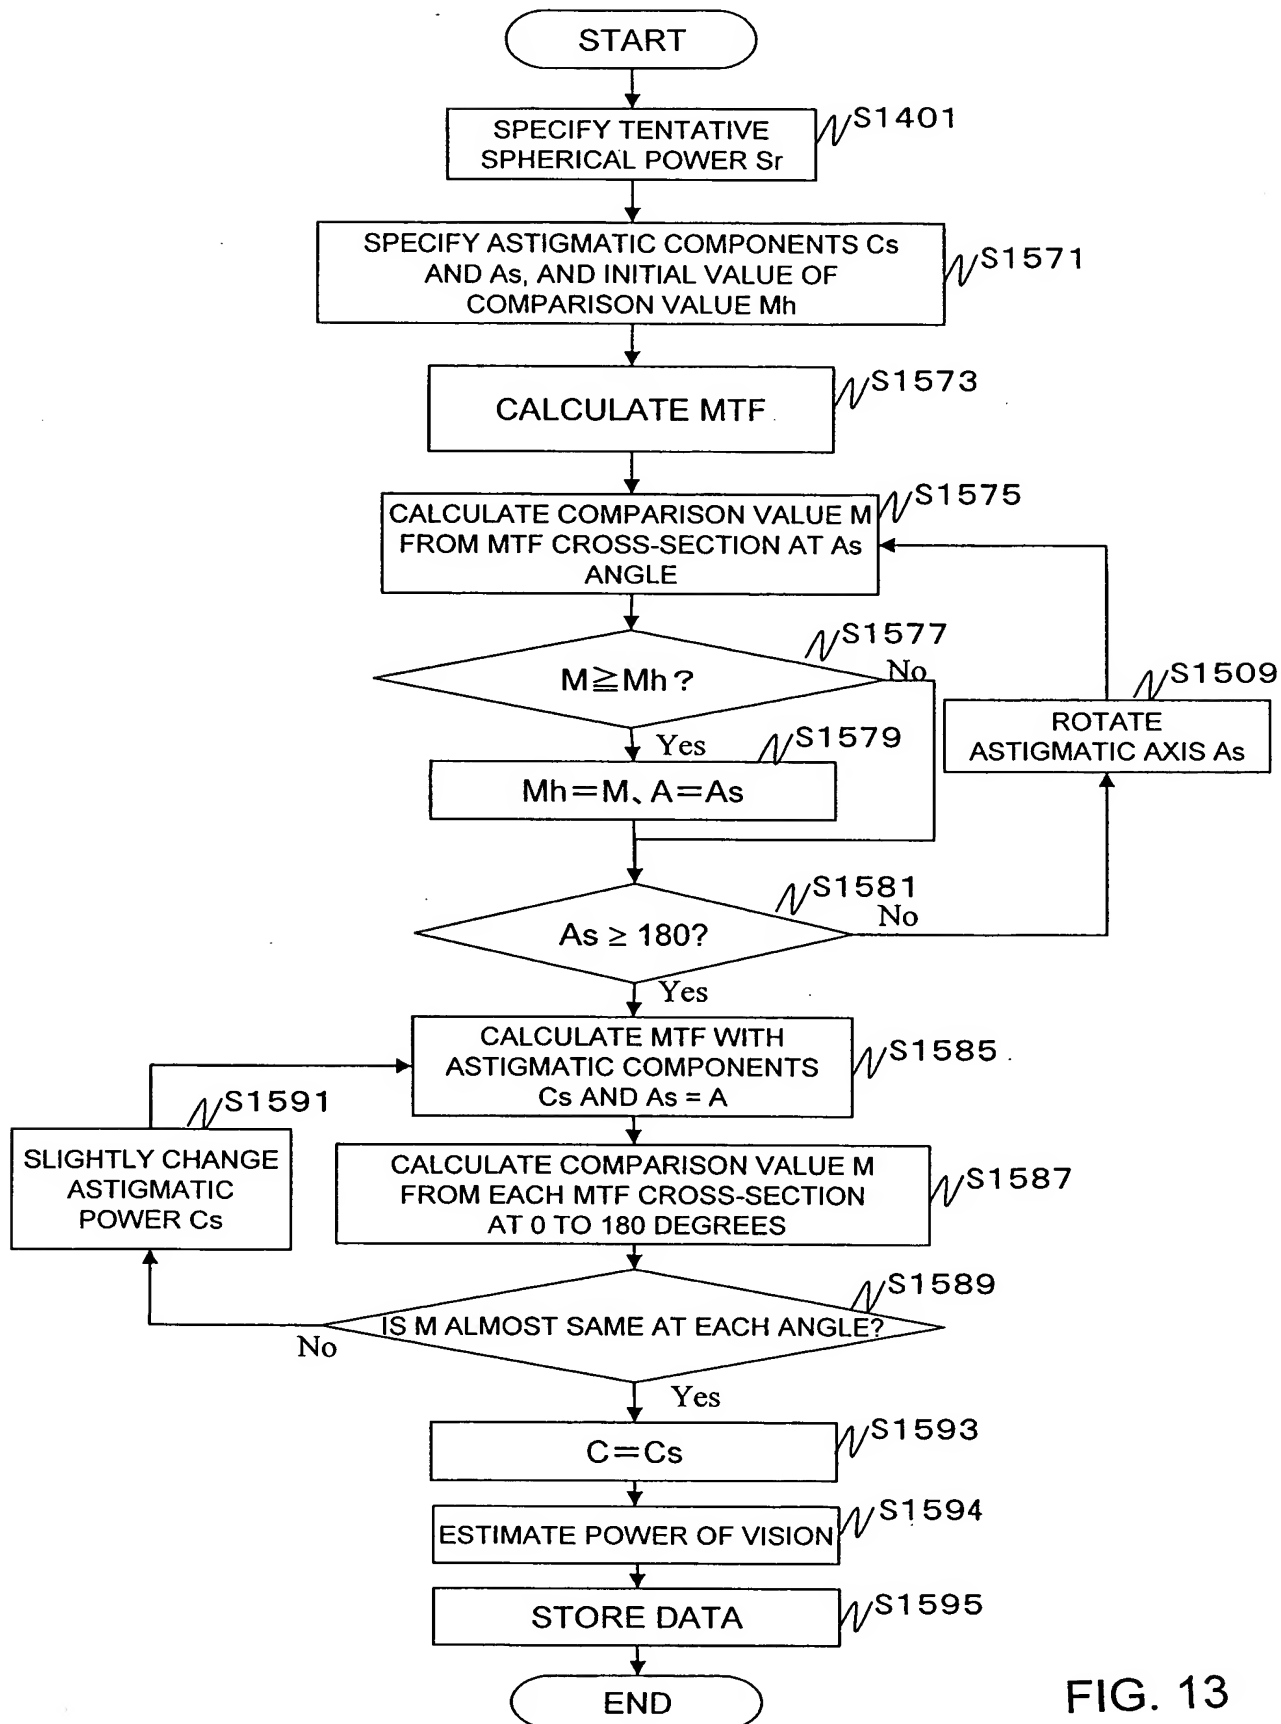 START
SPECIFY TENTATIVE
SPHERICAL POWER Sr
S1401
SPECIFY ASTIGMATIC COMPONENTS Cs
AND As, AND INITIAL VALUE OF
COMPARISON VALUE Mh
S1571
CALCULATE MTF
S1573
CALCULATE COMPARISON VALUE M
FROM MTF CROSS-SECTION AT As
ANGLE
S1575
M≧Mh?
S1577
No
Yes
S1509
ROTATE
ASTIGMATIC AXIS As
S1579
Mh=M、A=As
As ≥ 180?
S1581
No
Yes
CALCULATE MTF WITH
ASTIGMATIC COMPONENTS
Cs AND As = A
S1585
S1591
SLIGHTLY CHANGE
ASTIGMATIC
POWER Cs
CALCULATE COMPARISON VALUE M
FROM EACH MTF CROSS-SECTION
AT 0 TO 180 DEGREES
S1587
IS M ALMOST SAME AT EACH ANGLE?
S1589
No
Yes
C=Cs
S1593
ESTIMATE POWER OF VISION
S1594
STORE DATA
S1595
END
FIG. 13